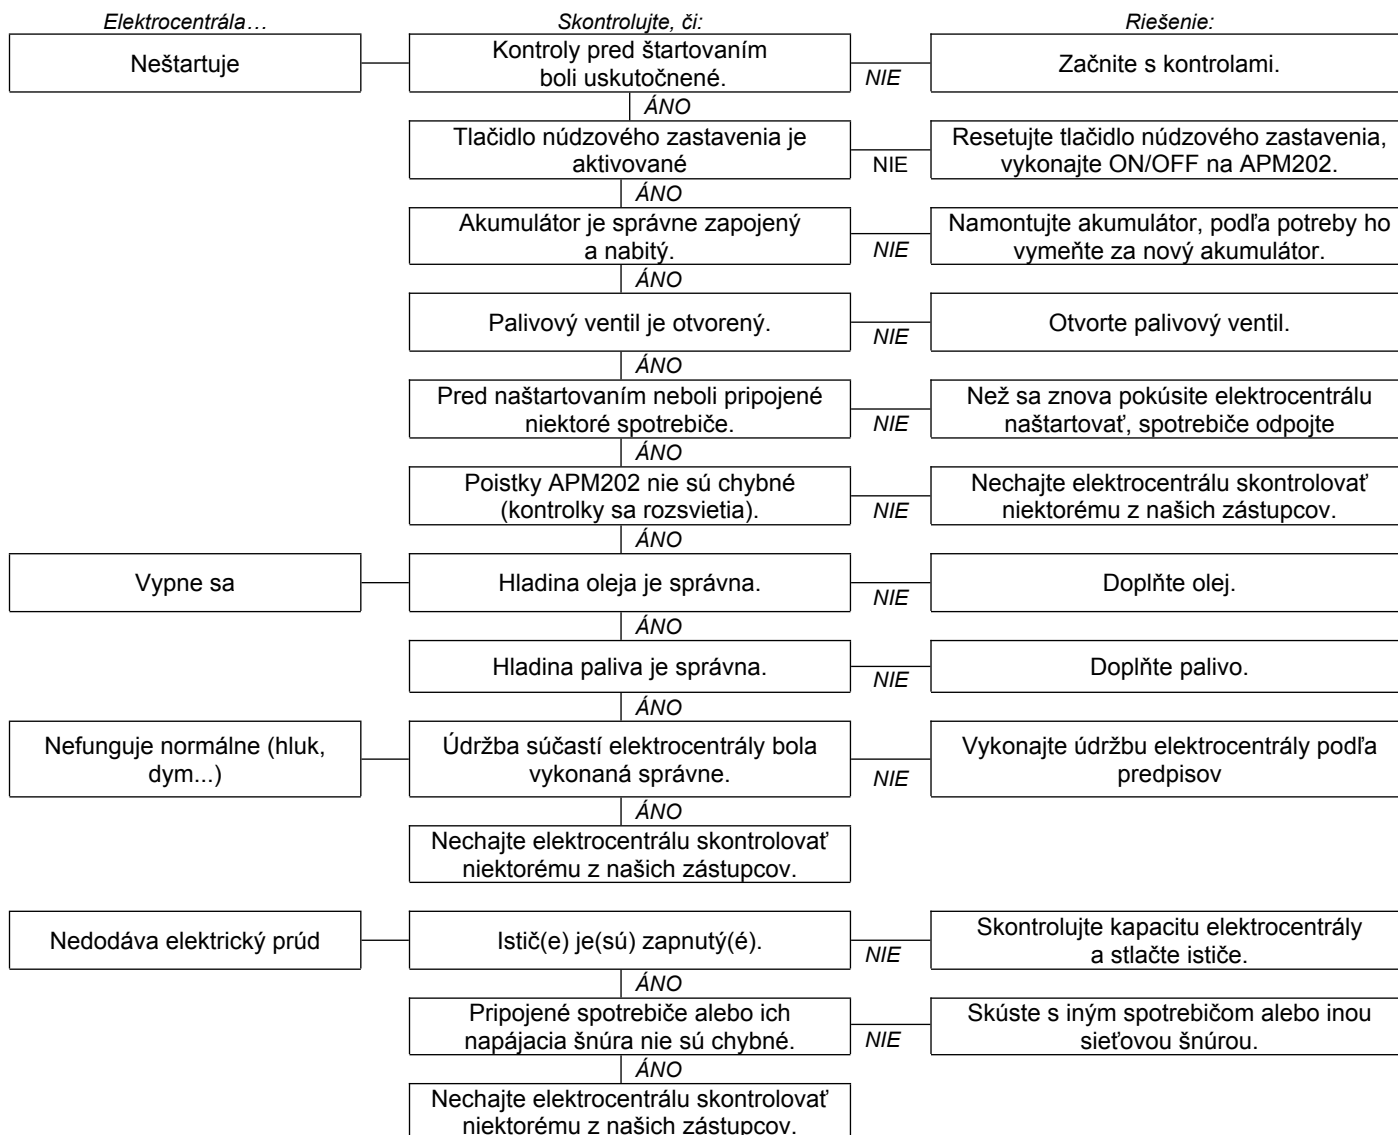 Elektrocentrála…
Skontrolujte, či:
Riešenie:
Neštartuje
Kontroly pred štartovaním
boli uskutočnené.
NIE
Začnite s kontrolami.
ÁNO
Tlačidlo núdzového zastavenia je
aktivované
NIE
Resetujte tlačidlo núdzového zastavenia,
vykonajte ON/OFF na APM202.
ÁNO
Akumulátor je správne zapojený
a nabitý.
NIE
Namontujte akumulátor, podľa potreby ho
vymeňte za nový akumulátor.
ÁNO
Palivový ventil je otvorený.
NIE
Otvorte palivový ventil.
ÁNO
Pred naštartovaním neboli pripojené
niektoré spotrebiče.
NIE
Než sa znova pokúsite elektrocentrálu
naštartovať, spotrebiče odpojte
ÁNO
Poistky APM202 nie sú chybné
(kontrolky sa rozsvietia).
NIE
Nechajte elektrocentrálu skontrolovať
niektorému z našich zástupcov.
ÁNO
Vypne sa
Hladina oleja je správna.
NIE
Doplňte olej.
ÁNO
Hladina paliva je správna.
NIE
Doplňte palivo.
ÁNO
Nefunguje normálne (hluk,
dym...)
Údržba súčastí elektrocentrály bola
vykonaná správne.
NIE
Vykonajte údržbu elektrocentrály podľa
predpisov
ÁNO
Nechajte elektrocentrálu skontrolovať
niektorému z našich zástupcov.
Nedodáva elektrický prúd
Istič(e) je(sú) zapnutý(é).
NIE
Skontrolujte kapacitu elektrocentrály
a stlačte ističe.
ÁNO
Pripojené spotrebiče alebo ich
napájacia šnúra nie sú chybné.
NIE
Skúste s iným spotrebičom alebo inou
sieťovou šnúrou.
ÁNO
Nechajte elektrocentrálu skontrolovať
niektorému z našich zástupcov.